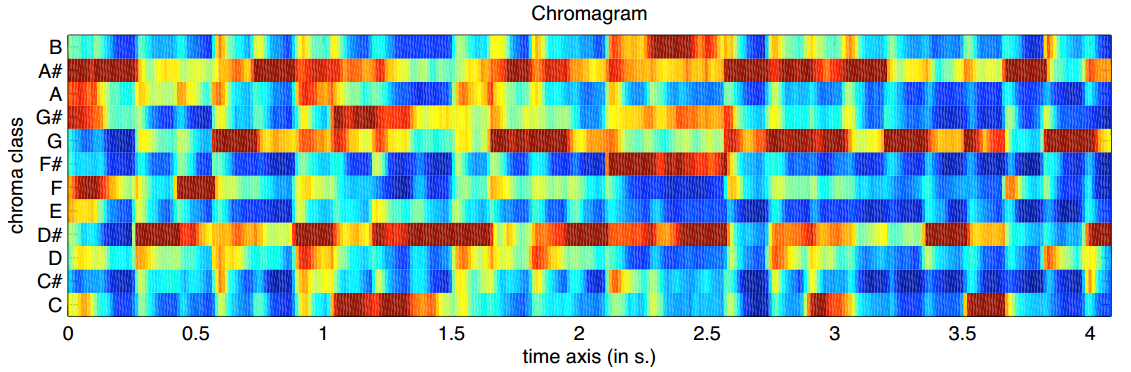 Chromagram
chroma class
B
A#
A
G#
G
F#
F
E
D#
D
C#
C
0 0.5 1 1.5 2 2.5 3 3.5 4
time axis (in s.)